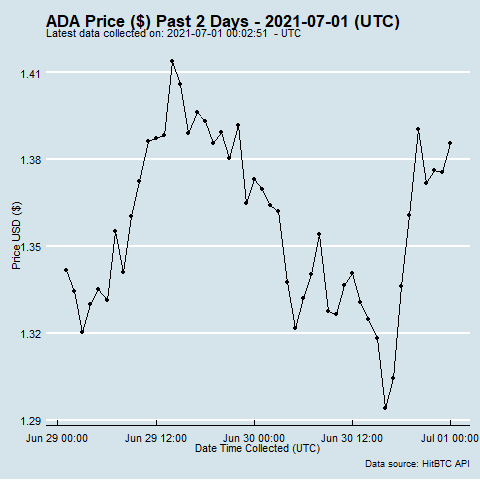 ADA Price ($) Past 2 Days - 2021-07-01 (UTC)
Latest data collected on: 2021-07-01 00:02:51 - UTC
1.41
1.38
1.35
1.32
1.29
Price USD ($)
Jun 29 00:00 Jun 29 12:00 Jun 30 00:00 Jun 30 12:00 Jul 01 00:00
Date Time Collected (UTC)
Data source: HitBTC API